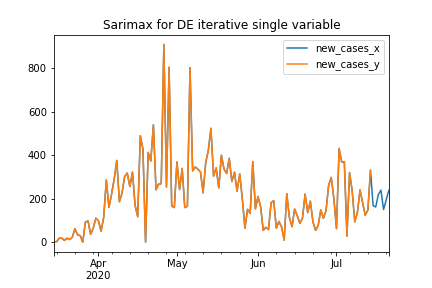 Sarimax for DE iterative single variable
new_cases_x
new_cases_y
800
600
400
200
0
Apr
2020
May
Jun
Jul